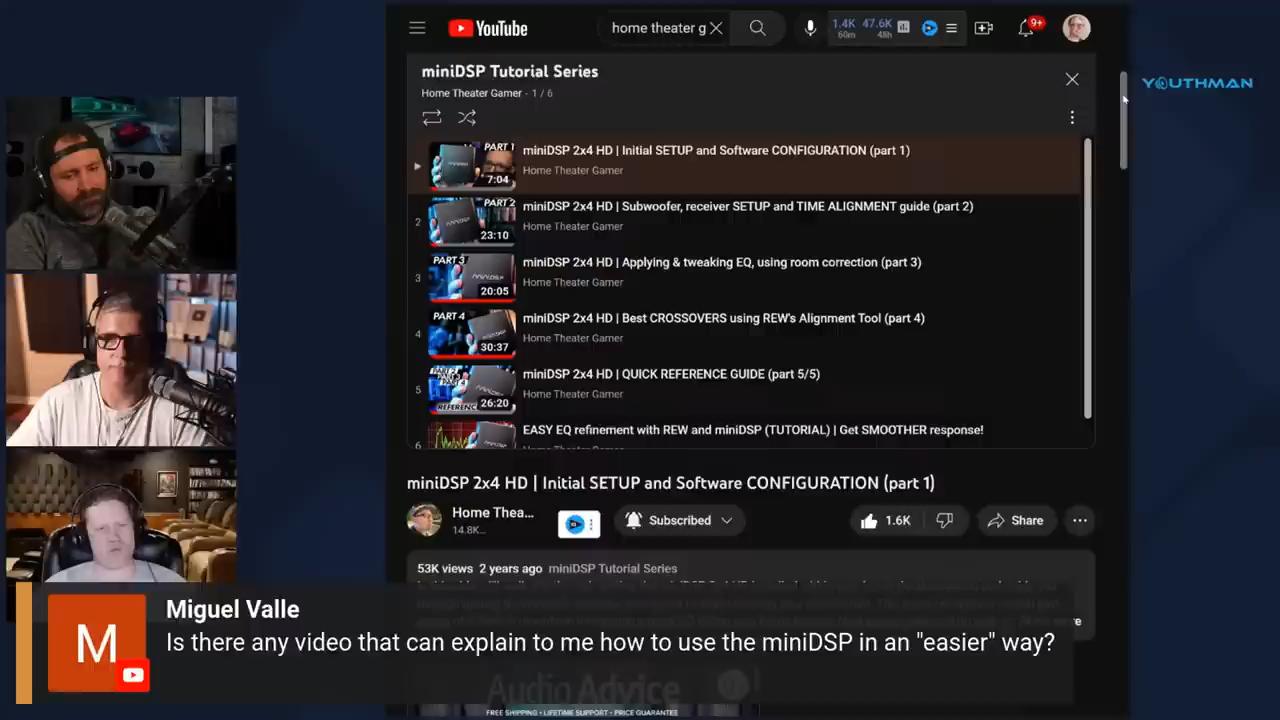 YouTube
home theater g
1.4K 47.6K
60m 48h
9+
YOUTHMAN
miniDSP Tutorial Series
Home Theater Gamer · 1 / 6
PART 1
7:04
miniDSP 2x4 HD | Initial SETUP and Software CONFIGURATION (part 1)
Home Theater Gamer
2
PART 2
23:10
miniDSP 2x4 HD | Subwoofer, receiver SETUP and TIME ALIGNMENT guide (part 2)
Home Theater Gamer
3
PART 3
20:05
miniDSP 2x4 HD | Applying & tweaking EQ, using room correction (part 3)
Home Theater Gamer
4
PART 4
30:37
miniDSP 2x4 HD | Best CROSSOVERS using REW's Alignment Tool (part 4)
Home Theater Gamer
5
26:20
miniDSP 2x4 HD | QUICK REFERENCE GUIDE (part 5/5)
Home Theater Gamer
6
EASY EQ refinement with REW and miniDSP (TUTORIAL) | Get SMOOTHER response!
miniDSP 2x4 HD | Initial SETUP and Software CONFIGURATION (part 1)
Home Thea...
14.8K...
Subscribed
1.6K
Share
53K views 2 years ago miniDSP Tutorial Series
M
Miguel Valle
Is there any video that can explain to me how to use the miniDSP in an "easier" way?
Audio Advice
FREE SHIPPING • LIFETIME SUPPORT • PRICE GUARANTEE